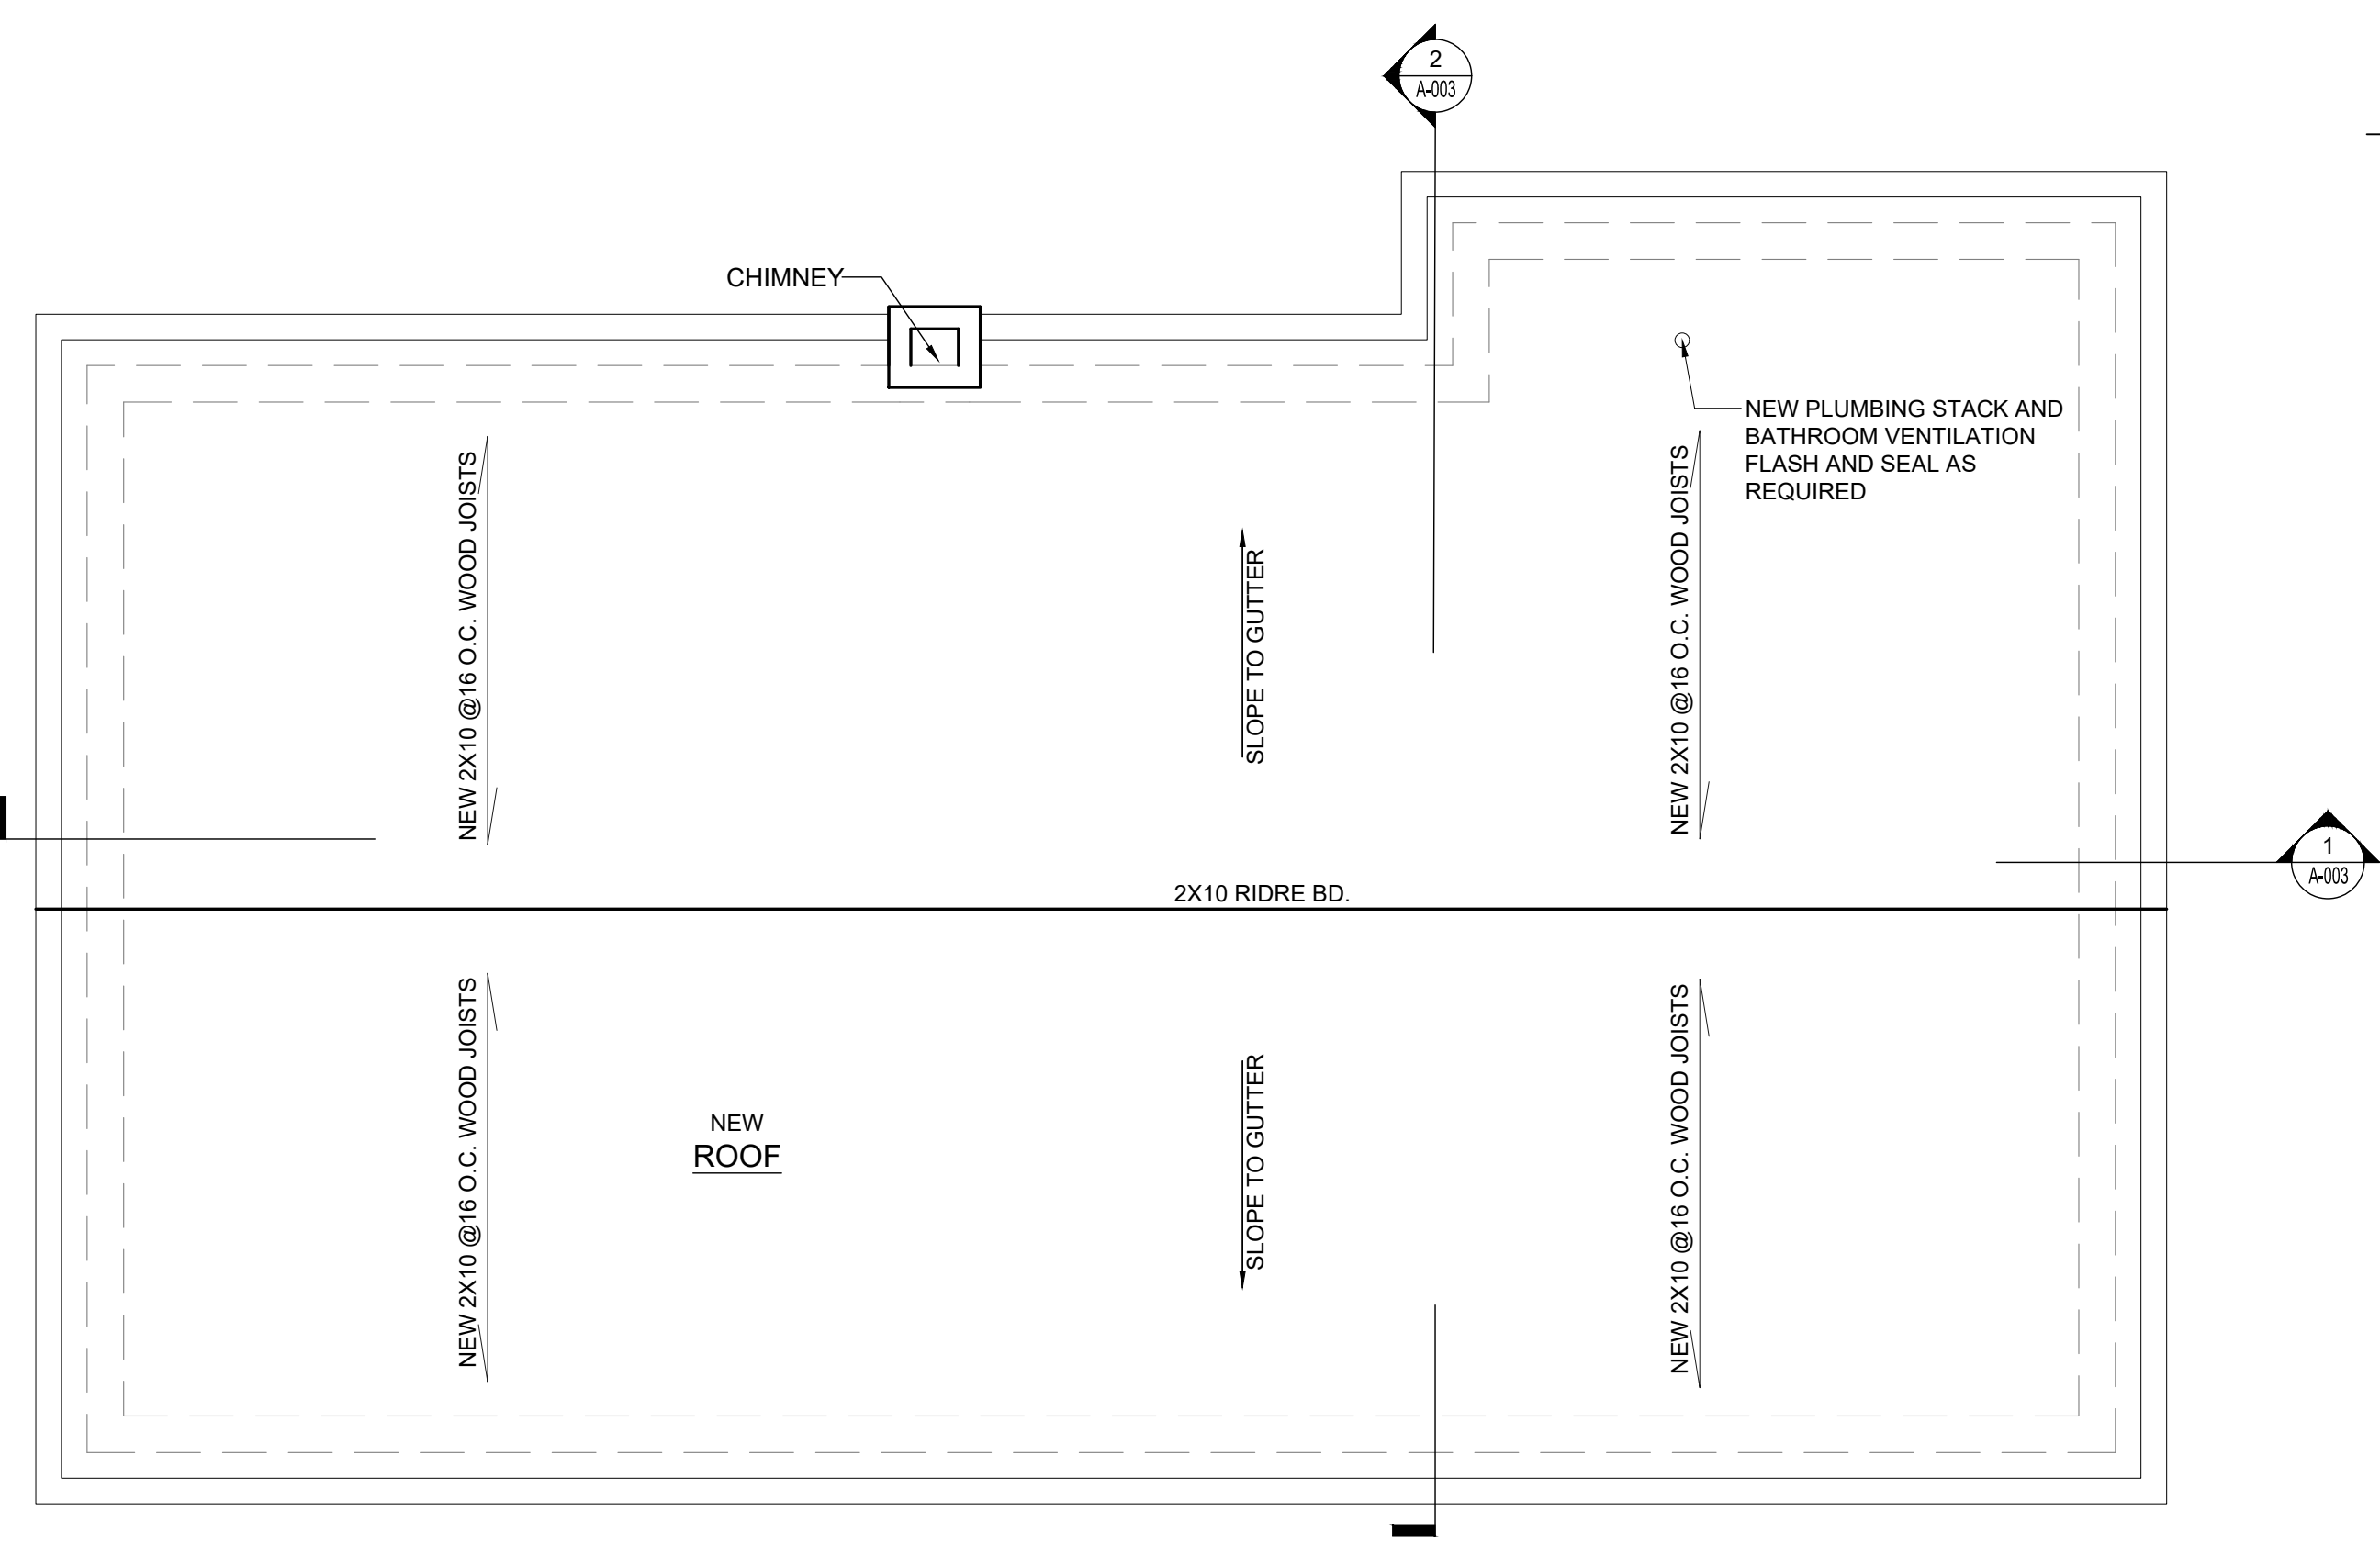 2
A-003
CHIMNEY
NEW PLUMBING STACK AND
BATHROOM VENTILATION
FLASH AND SEAL AS
REQUIRED
NEW 2X10 @16 O.C. WOOD JOISTS
SLOPE TO GUTTER
NEW 2X10 @16 O.C. WOOD JOISTS
1
A-003
2X10 RIDRE BD.
NEW 2X10 @16 O.C. WOOD JOISTS
NEW
ROOF
SLOPE TO GUTTER
NEW 2X10 @16 O.C. WOOD JOISTS